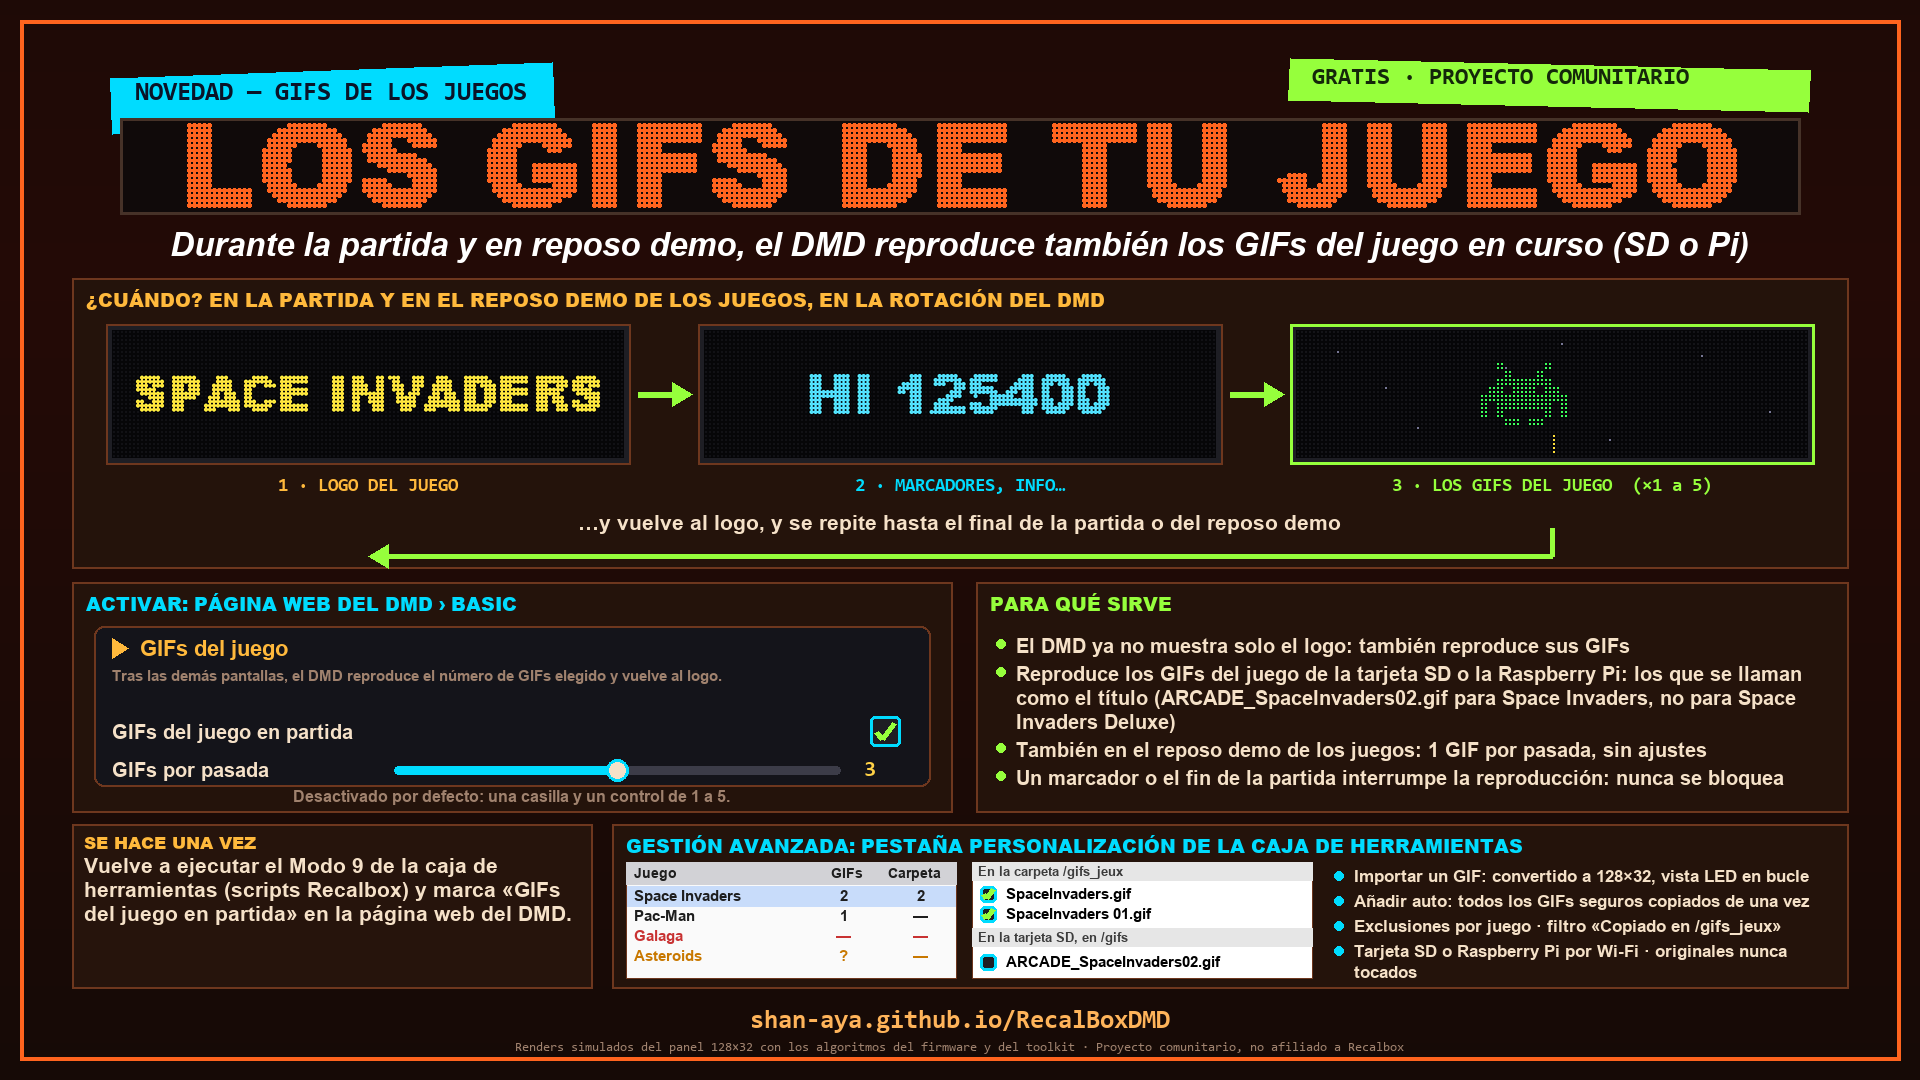 NOVEDAD — GIFS DE LOS JUEGOS
GRATIS · PROYECTO COMUNITARIO
LOS GIFS DE TU JUEGO
Durante la partida y en reposo demo, el DMD reproduce también los GIFs del juego en curso (SD o Pi)
¿CUÁNDO? EN LA PARTIDA Y EN EL REPOSO DEMO DE LOS JUEGOS, EN LA ROTACIÓN DEL DMD
SPACE INVADERS
HI 125400
1 · LOGO DEL JUEGO
2 · MARCADORES, INFO…
3 · LOS GIFS DEL JUEGO (×1 a 5)
…y vuelve al logo, y se repite hasta el final de la partida o del reposo demo
ACTIVAR: PÁGINA WEB DEL DMD › BASIC
GIFs del juego
Tras las demás pantallas, el DMD reproduce el número de GIFs elegido y vuelve al logo.
GIFs del juego en partida
GIFs por pasada 3
Desactivado por defecto: una casilla y un control de 1 a 5.
PARA QUÉ SIRVE
El DMD ya no muestra solo el logo: también reproduce sus GIFs
Reproduce los GIFs del juego de la tarjeta SD o la Raspberry Pi: los que se llaman
como el título (ARCADE_SpaceInvaders02.gif para Space Invaders, no para Space
Invaders Deluxe)
También en el reposo demo de los juegos: 1 GIF por pasada, sin ajustes
Un marcador o el fin de la partida interrumpe la reproducción: nunca se bloquea
SE HACE UNA VEZ
Vuelve a ejecutar el Modo 9 de la caja de
herramientas (scripts Recalbox) y marca «GIFs
del juego en partida» en la página web del DMD.
GESTIÓN AVANZADA: PESTAÑA PERSONALIZACIÓN DE LA CAJA DE HERRAMIENTAS
Juego GIFs Carpeta
Space Invaders 2 2
Pac-Man 1 —
Galaga — —
Asteroids ? —
En la carpeta /gifs_jeux
SpaceInvaders.gif
SpaceInvaders 01.gif
En la tarjeta SD, en /gifs
ARCADE_SpaceInvaders02.gif
Importar un GIF: convertido a 128×32, vista LED en bucle
Añadir auto: todos los GIFs seguros copiados de una vez
Exclusiones por juego · filtro «Copiado en /gifs_jeux»
Tarjeta SD o Raspberry Pi por Wi-Fi · originales nunca
tocados
shan-aya.github.io/RecalBoxDMD
Renders simulados del panel 128×32 con los algoritmos del firmware y del toolkit · Proyecto comunitario, no afiliado a Recalbox